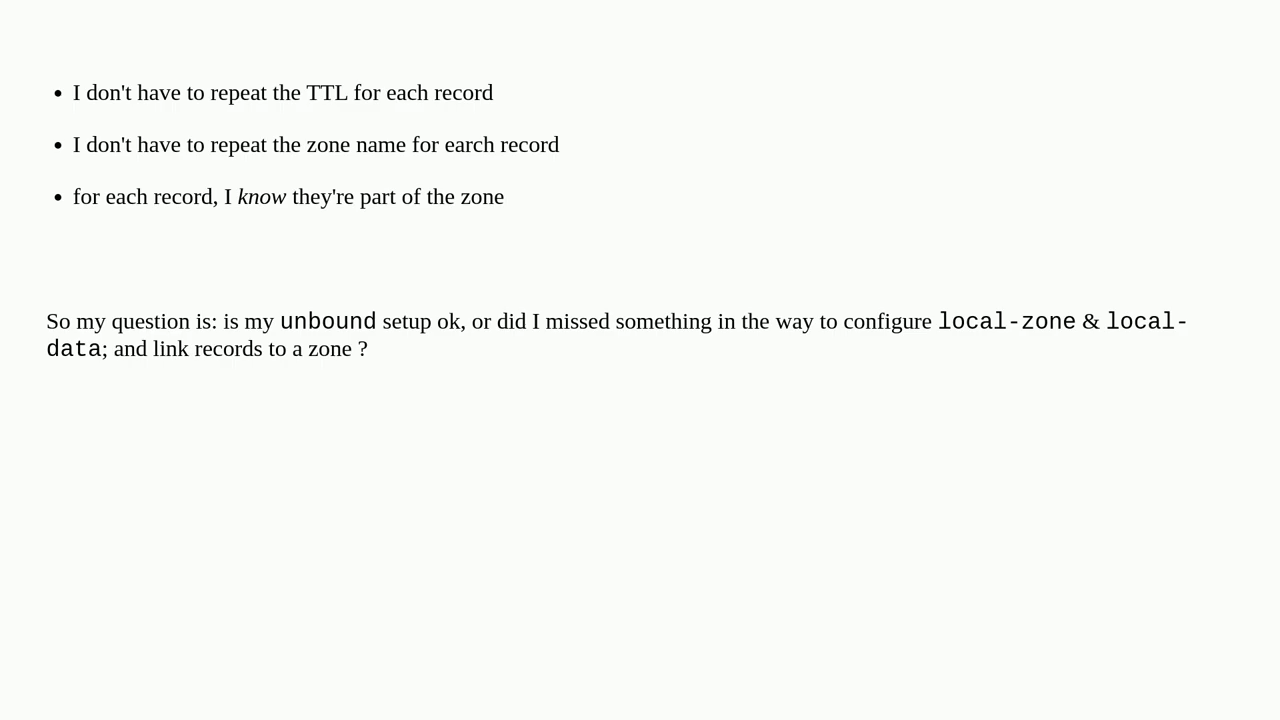 • I don't have to repeat the TTL for each record
• I don't have to repeat the zone name for earch record
• for each record, I know they're part of the zone
So my question is: is my unbound setup ok, or did I missed something in the way to configure local-zone & local-
data; and link records to a zone ?